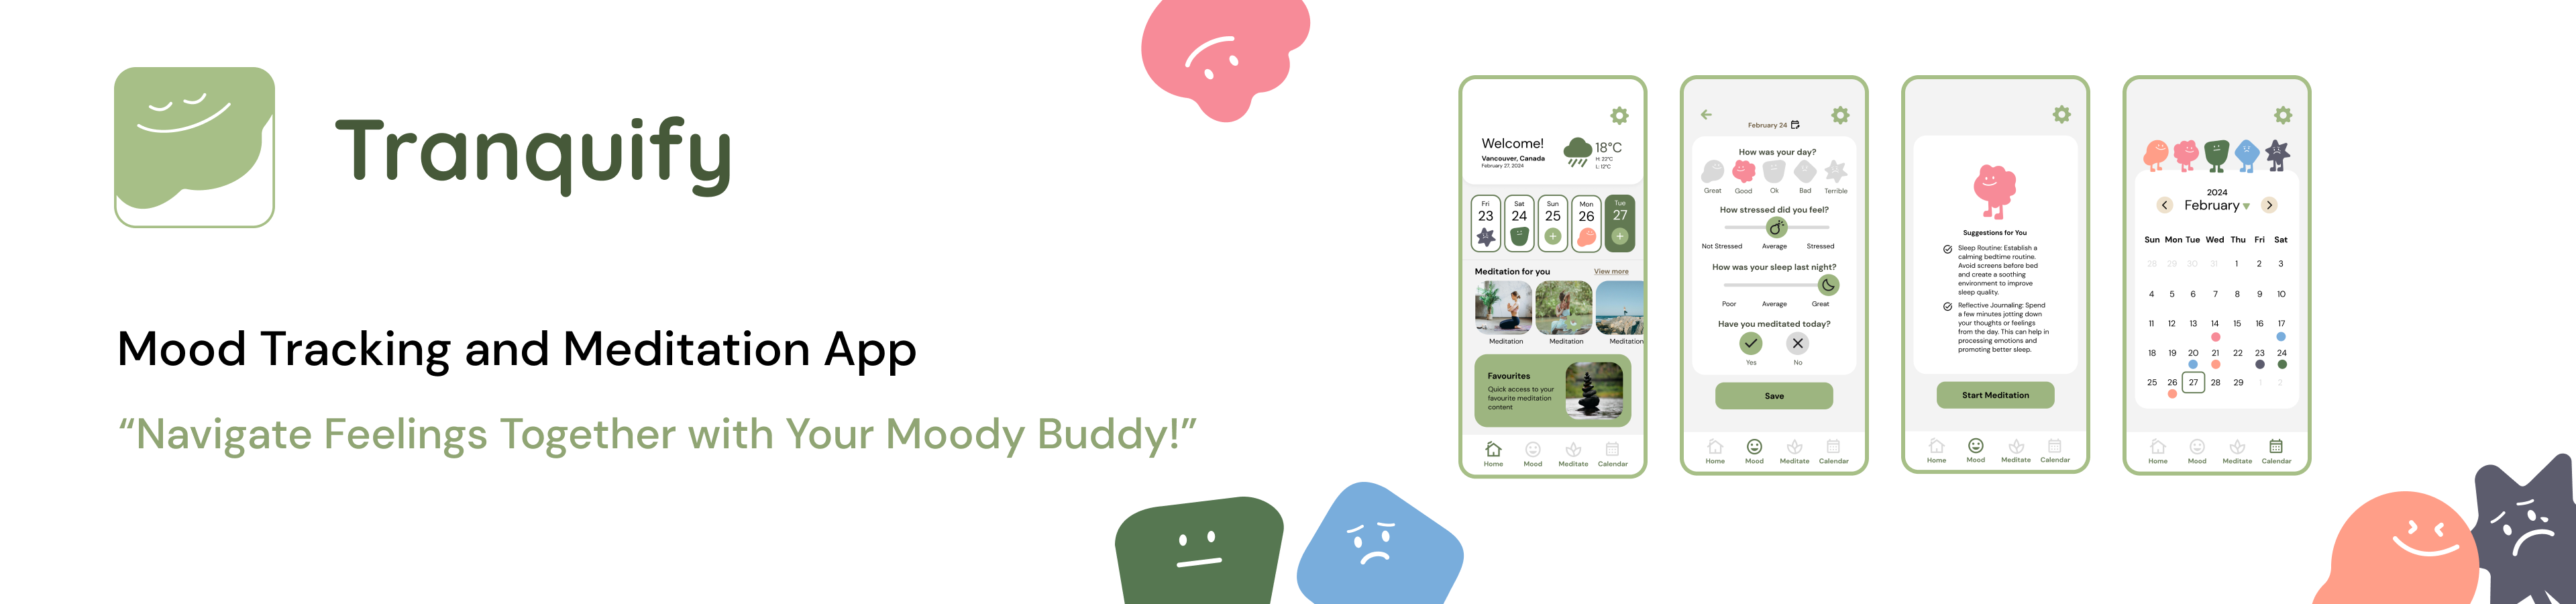 Tranquify
Mood Tracking and Meditation App
“Navigate Feelings Together with Your Moody Buddy!”
Welcome!
Vancouver, Canada
February 27, 2024
18°C
H: 22°C
L: 12°C
Fri Sat Sun Mon Tue
23 24 25 26 27
Meditation for you View more
Meditation Meditation Meditation
Favourites
Quick access to your
favourite meditation
content
Home Mood Meditate Calendar
February 24
How was your day?
Great Good Ok Bad Terrible
How stressed did you feel?
Not Stressed Average Stressed
How was your sleep last night?
Poor Average Great
Have you meditated today?
Yes No
Save
Home Mood Meditate Calendar
Suggestions for You
Sleep Routine: Establish a
calming bedtime routine.
Avoid screens before bed
and create a soothing
environment to improve
sleep quality.
Reflective Journaling: Spend
a few minutes jotting down
your thoughts or feelings
from the day. This can help in
processing emotions and
promoting better sleep.
Start Meditation
Home Mood Meditate Calendar
2024
February
Sun Mon Tue Wed Thu Fri Sat
28 29 30 31 1 2 3
4 5 6 7 8 9 10
11 12 13 14 15 16 17
18 19 20 21 22 23 24
25 26 27 28 29 1 2
Home Mood Meditate Calendar